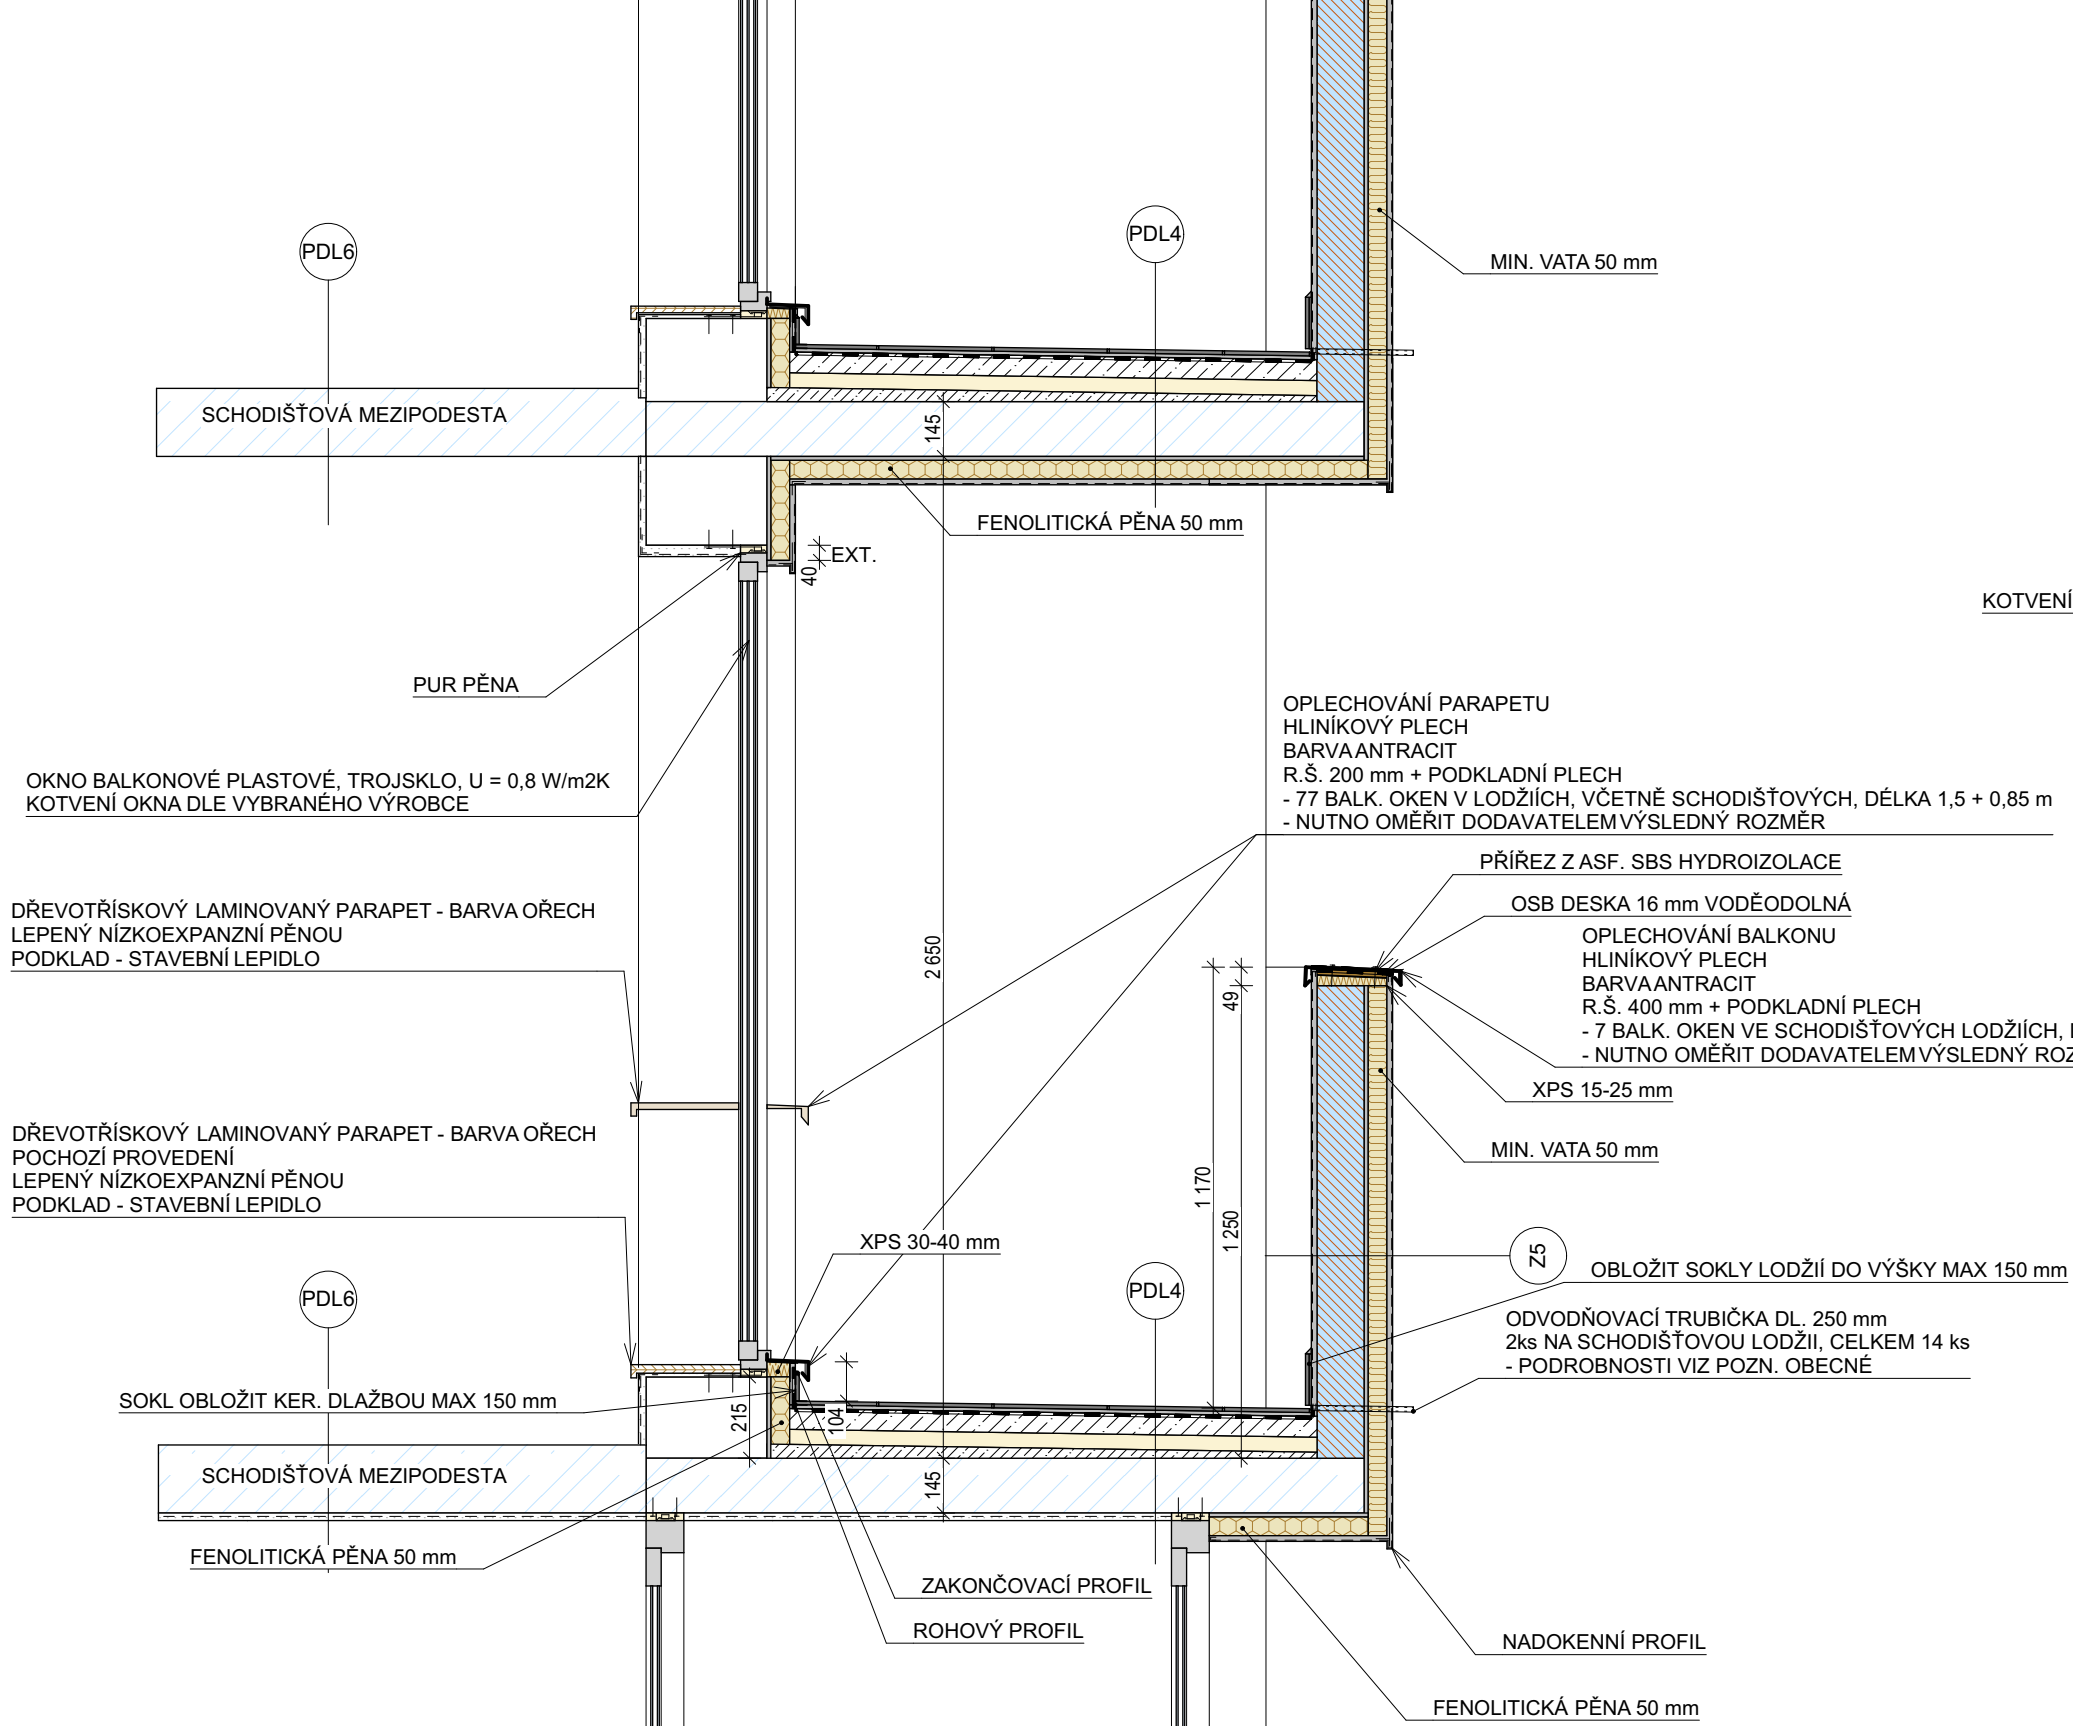 PDL6
PDL4
MIN. VATA 50 mm
SCHODIŠŤOVÁ MEZIPODESTA
145
FENOLITICKÁ PĚNA 50 mm
EXT.
40
KOTVENÍ
PUR PĚNA
OPLECHOVÁNÍ PARAPETU
HLINÍKOVÝ PLECH
BARVA ANTRACIT
R.Š. 200 mm + PODKLADNÍ PLECH
- 77 BALK. OKEN V LODŽIÍCH, VČETNĚ SCHODIŠŤOVÝCH, DÉLKA 1,5 + 0,85 m
- NUTNO OMĚŘIT DODAVATELEM VÝSLEDNÝ ROZMĚR
OKNO BALKONOVÉ PLASTOVÉ, TROJSKLO, U = 0,8 W/m2K
KOTVENÍ OKNA DLE VYBRANÉHO VÝROBCE
PŘÍŘEZ Z ASF. SBS HYDROIZOLACE
OSB DESKA 16 mm VODĚODOLNÁ
DŘEVOTŘÍSKOVÝ LAMINOVANÝ PARAPET - BARVA OŘECH
LEPENÝ NÍZKOEXPANZNÍ PĚNOU
PODKLAD - STAVEBNÍ LEPIDLO
2 650
OPLECHOVÁNÍ BALKONU
HLINÍKOVÝ PLECH
BARVA ANTRACIT
R.Š. 400 mm + PODKLADNÍ PLECH
- 7 BALK. OKEN VE SCHODIŠŤOVÝCH LODŽIÍCH,
- NUTNO OMĚŘIT DODAVATELEM VÝSLEDNÝ ROZ
49
XPS 15-25 mm
DŘEVOTŘÍSKOVÝ LAMINOVANÝ PARAPET - BARVA OŘECH
POCHOZÍ PROVEDENÍ
LEPENÝ NÍZKOEXPANZNÍ PĚNOU
PODKLAD - STAVEBNÍ LEPIDLO
MIN. VATA 50 mm
1 170
1 250
XPS 30-40 mm
Z5
OBLOŽIT SOKLY LODŽIÍ DO VÝŠKY MAX 150 mm
PDL6
PDL4
ODVODŇOVACÍ TRUBIČKA DL. 250 mm
2ks NA SCHODIŠŤOVOU LODŽII, CELKEM 14 ks
- PODROBNOSTI VIZ POZN. OBECNÉ
SOKL OBLOŽIT KER. DLAŽBOU MAX 150 mm
215
104
SCHODIŠŤOVÁ MEZIPODESTA
145
FENOLITICKÁ PĚNA 50 mm
ZAKONČOVACÍ PROFIL
ROHOVÝ PROFIL
NADOKENNÍ PROFIL
FENOLITICKÁ PĚNA 50 mm